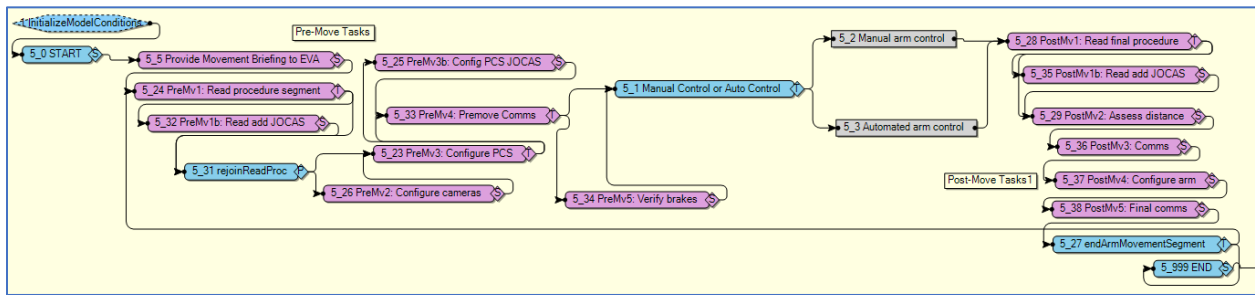 1 InitializeModelConditions
5_0 START S
Pre-Move Tasks
5_5 Provide Movement Briefing to EVA S
5_24 PreMv1: Read procedure segment T
5_32 PreMv1b: Read add JOCAS S
5_31 rejoinReadProc P
5_25 PreMv3b: Config PCS JOCAS S
5_33 PreMv4: Premove Comms T
5_23 PreMv3: Configure PCS T
5_26 PreMv2: Configure cameras S
5_34 PreMv5: Verify brakes S
5_1 Manual Control or Auto Control T
5_2 Manual arm control
5_3 Automated arm control
5_28 PostMv1: Read final procedure T
5_35 PostMv1b: Read add JOCAS S
5_29 PostMv2: Assess distance S
5_36 PostMv3: Comms S
Post-Move Tasks1
5_37 PostMv4: Configure arm S
5_38 PostMv5: Final comms S
5_27 endArmMovementSegment T
5_999 END S